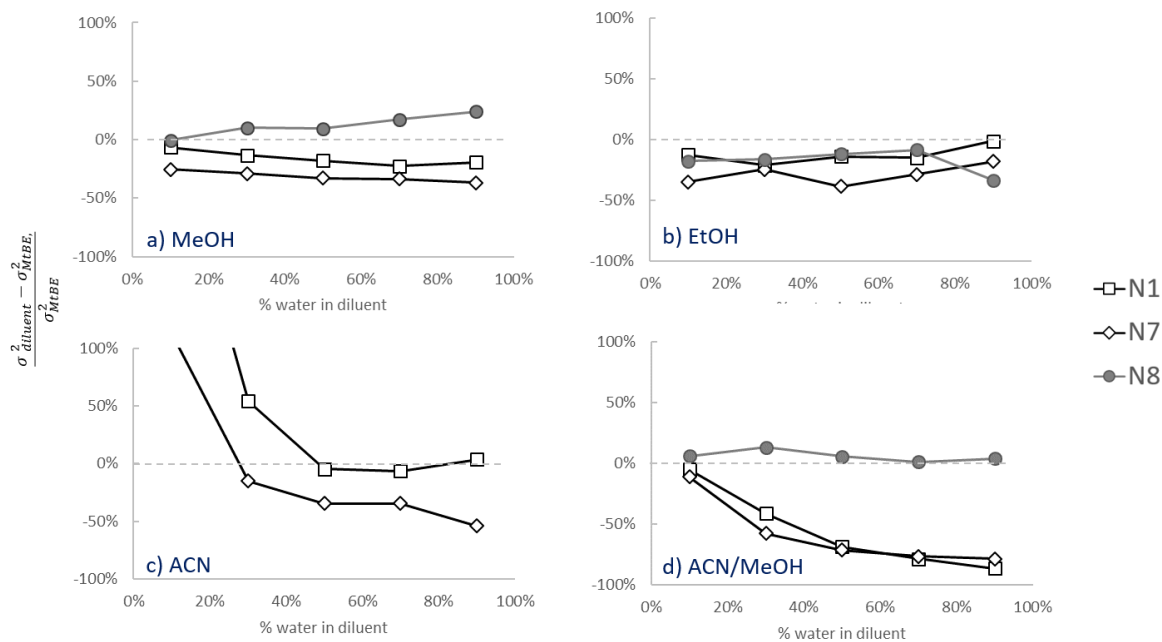 100%
50%
0%
-50%
-100%
a) MeOH
0% 20% 40% 60% 80% 100%
% water in diluent
100%
50%
0%
-50%
-100%
b) EtOH
0% 20% 40% 60% 80% 100%
% water in diluent
σ²diluent − σ²MtBE,
σ²MtBE
100%
50%
0%
-50%
-100%
c) ACN
0% 20% 40% 60% 80% 100%
% water in diluent
100%
50%
0%
-50%
-100%
d) ACN/MeOH
0% 20% 40% 60% 80% 100%
% water in diluent
N1
N7
N8